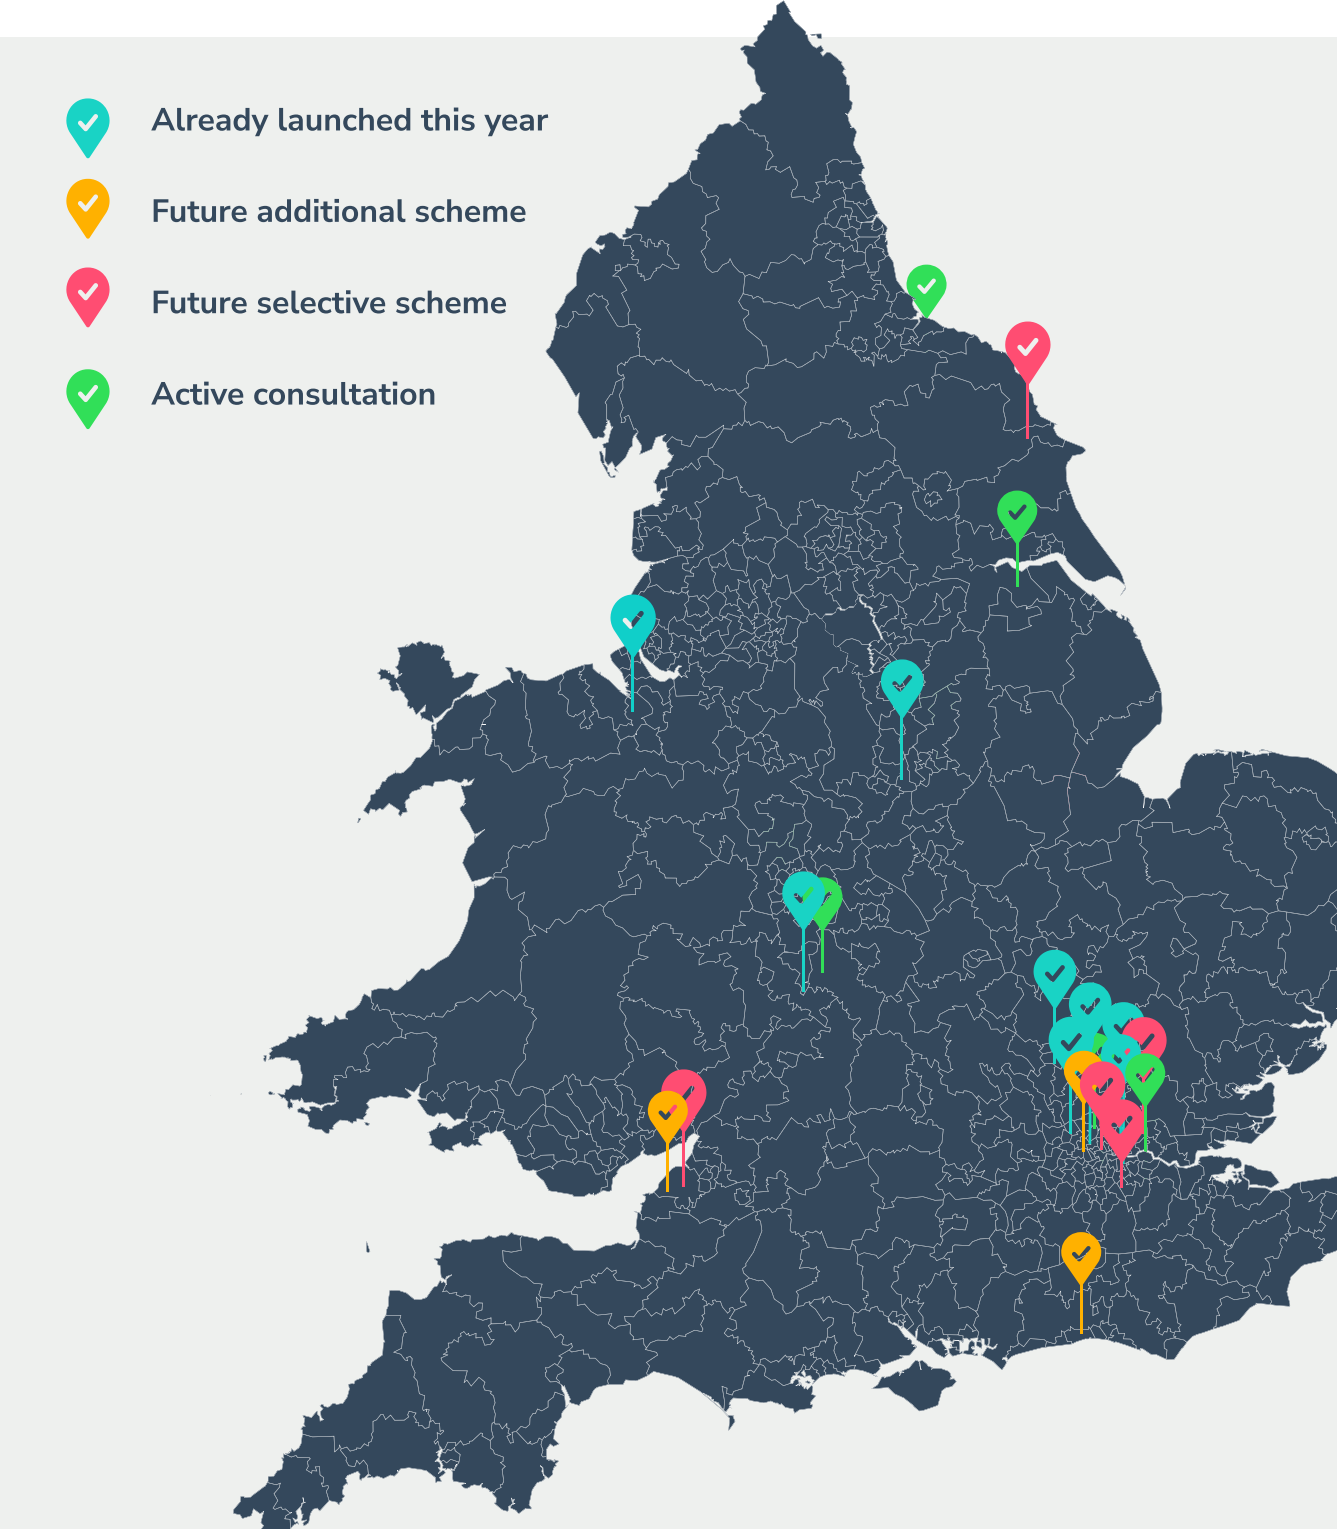 Already launched this year
Future additional scheme
Future selective scheme
Active consultation